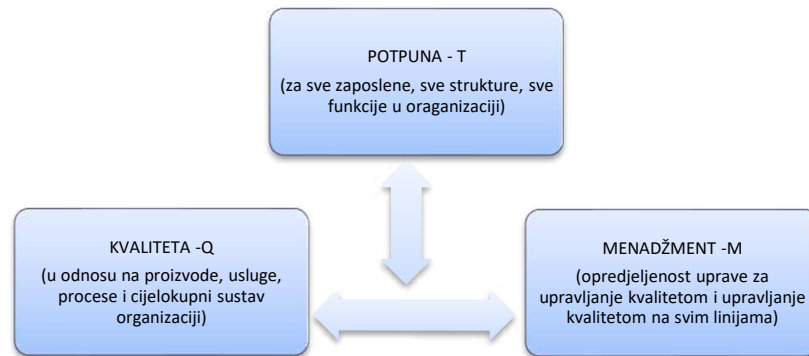 POTPUNA - T
(za sve zaposlene, sve strukture, sve
funkcije u oraganizaciji)
KVALITETA -Q
(u odnosu na proizvode, usluge,
procese i cijelokupni sustav
organizaciji)
MENADŽMENT -M
(opredjeljenost uprave za
upravljanje kvalitetom i upravljanje
kvalitetom na svim linijama)